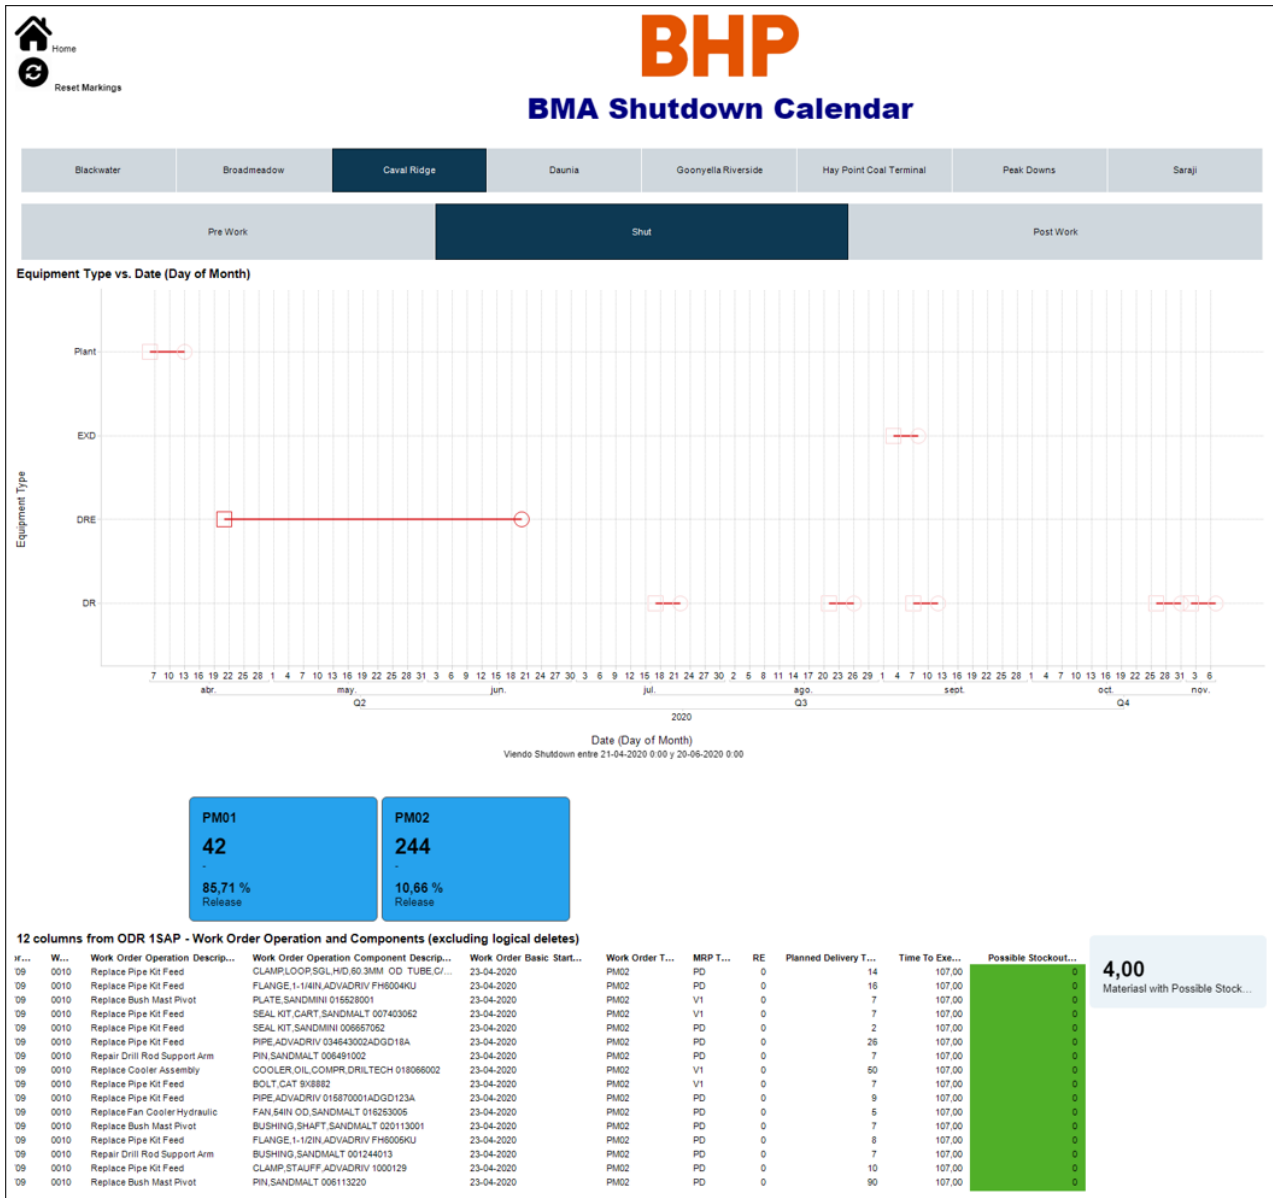 Home
Reset Markings
BHP
BMA Shutdown Calendar
Blackwater Broadmeadow Caval Ridge Daunia Goonyella Riverside Hay Point Coal Terminal Peak Downs Saraji
Pre Work Shut Post Work
Equipment Type vs. Date (Day of Month)
Plant
EXD
DRE
DR
Equipment Type
7 10 13 16 19 22 25 28 1 4 7 10 13 16 19 22 25 28 31 3 6 9 12 15 18 21 24 27 30 3 6 9 12 15 18 21 24 27 30 2 5 8 11 14 17 20 23 26 29 1 4 7 10 13 16 19 22 25 28 1 4 7 10 13 16 19 22 25 28 31 3 6
abr. may. jun. jul. ago. sept. oct. nov.
Q2 Q3 Q4
2020
Date (Day of Month)
Viendo Shutdown entre 21-04-2020 0:00 y 20-06-2020 0:00
PM01 PM02
42 244
- -
85,71 % 10,66 %
Release Release
12 columns from ODR 1SAP - Work Order Operation and Components (excluding logical deletes)
W... Work Order Operation Descrip... Work Order Operation Component Descrip... Work Order Basic Start... Work Order T... MRP T... RE Planned Delivery T... Time To Exe... Possible Stockout...
'09 0010 Replace Pipe Kit Feed CLAMP,LOOP,SGL,H/D,60.3MM OD TUBE,C/... 23-04-2020 PM02 PD 0 14 107,00 0
'09 0010 Replace Pipe Kit Feed FLANGE,1-1/4IN,ADVADRIV FH6004KU 23-04-2020 PM02 PD 0 16 107,00 0
'09 0010 Replace Bush Mast Pivot PLATE,SANDMINI 015528001 23-04-2020 PM02 V1 0 7 107,00 0
'09 0010 Replace Pipe Kit Feed SEAL KIT,CART,SANDMALT 007403052 23-04-2020 PM02 V1 0 7 107,00 0
'09 0010 Replace Pipe Kit Feed SEAL KIT,SANDMINI 006657052 23-04-2020 PM02 PD 0 2 107,00 0
'09 0010 Replace Pipe Kit Feed PIPE,ADVADRIV 034643002ADGD18A 23-04-2020 PM02 PD 0 26 107,00 0
'09 0010 Repair Drill Rod Support Arm PIN,SANDMALT 006491002 23-04-2020 PM02 PD 0 7 107,00 0
'09 0010 Replace Cooler Assembly COOLER,OIL,COMPR,DRILTECH 018066002 23-04-2020 PM02 V1 0 50 107,00 0
'09 0010 Replace Pipe Kit Feed BOLT,CAT 9X8882 23-04-2020 PM02 V1 0 7 107,00 0
'09 0010 Replace Pipe Kit Feed PIPE,ADVADRIV 015870001ADGD123A 23-04-2020 PM02 PD 0 9 107,00 0
'09 0010 Replace Fan Cooler Hydraulic FAN,54IN OD,SANDMALT 016253005 23-04-2020 PM02 PD 0 5 107,00 0
'09 0010 Replace Bush Mast Pivot BUSHING,SHAFT,SANDMALT 020113001 23-04-2020 PM02 PD 0 7 107,00 0
'09 0010 Replace Pipe Kit Feed FLANGE,1-1/2IN,ADVADRIV FH6005KU 23-04-2020 PM02 PD 0 8 107,00 0
'09 0010 Repair Drill Rod Support Arm BUSHING,SANDMALT 001244013 23-04-2020 PM02 PD 0 7 107,00 0
'09 0010 Replace Pipe Kit Feed CLAMP,STAUFF,ADVADRIV 1000129 23-04-2020 PM02 PD 0 10 107,00 0
'09 0010 Replace Bush Mast Pivot PIN,SANDMALT 006113220 23-04-2020 PM02 PD 0 90 107,00 0
4,00
Materiasl with Possible Stock...